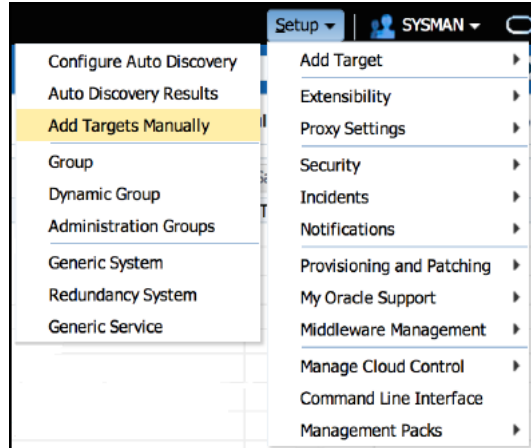 Setup
SYSMAN
Configure Auto Discovery
Auto Discovery Results
Add Targets Manually
Group
Dynamic Group
Administration Groups
Generic System
Redundancy System
Generic Service
Add Target
Extensibility
Proxy Settings
Security
Incidents
Notifications
Provisioning and Patching
My Oracle Support
Middleware Management
Manage Cloud Control
Command Line Interface
Management Packs